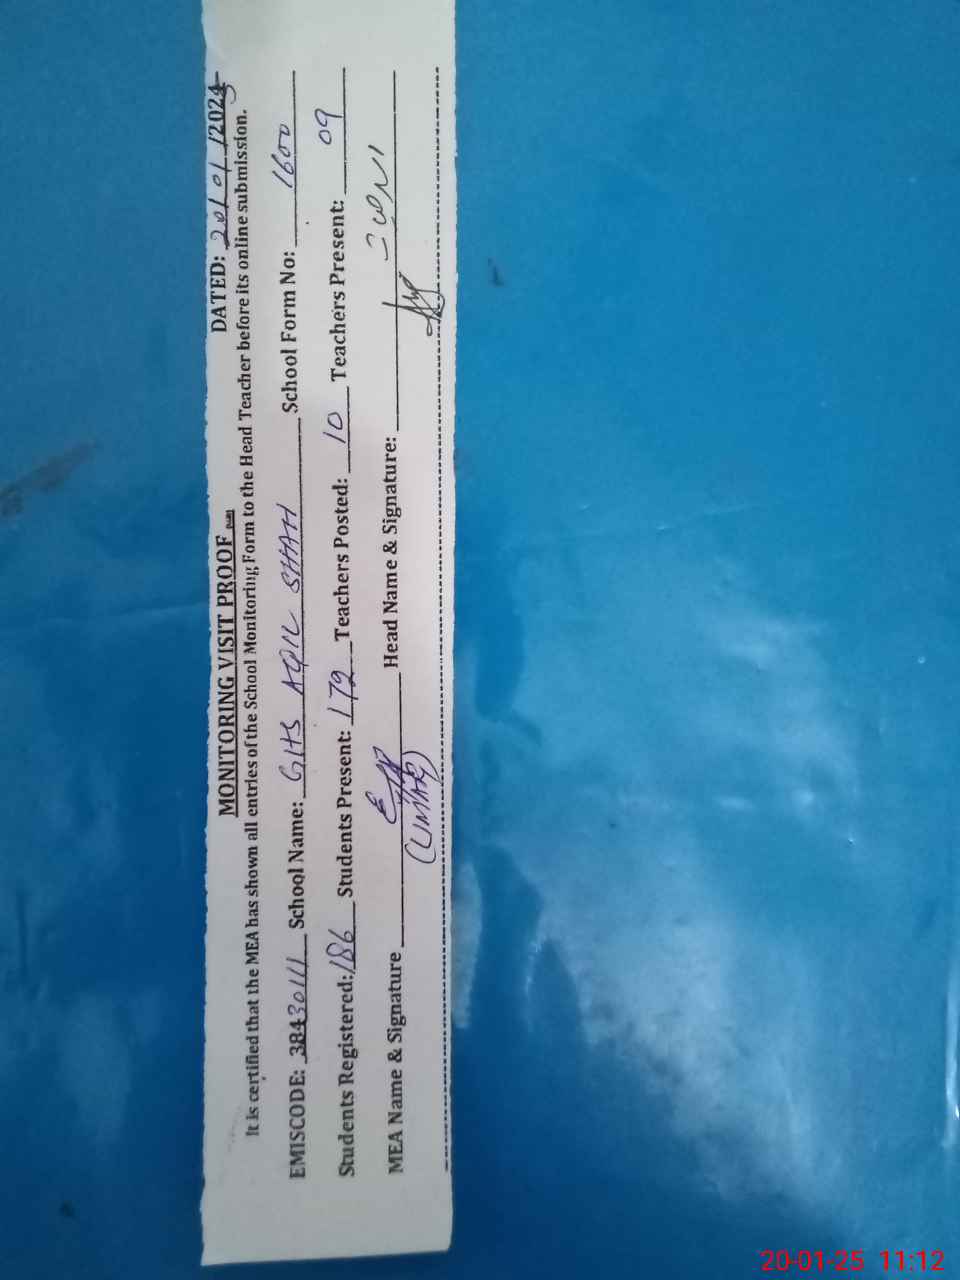 MONITORING VISIT PROOF DATED: 20/01/2025
It is certified that the MEA has shown all entries of the School Monitoring Form to the Head Teacher before its online submission.
EMISCODE: 38430111 School Name: GHS AQIL SHAH School Form No: 1600
Students Registered: 186 Students Present: 172 Teachers Posted: 10 Teachers Present: 09
MEA Name & Signature Head Name & Signature:
(UMAR)
20-01-25 11:12